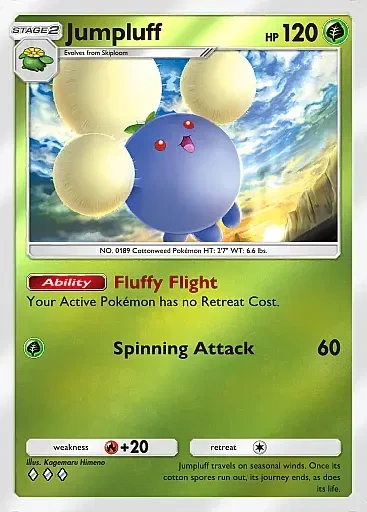 STAGE 2 Jumpluff HP 120
Evolves from Skiploom
NO. 0189 Cottonweed Pokémon HT: 2'7" WT: 6.6 lbs.
Ability Fluffy Flight
Your Active Pokémon has no Retreat Cost.
Spinning Attack 60
weakness +20 retreat
Illus. Kagemaru Himeno
Jumpluff travels on seasonal winds. Once its
cotton spores run out, its journey ends, as does
its life.